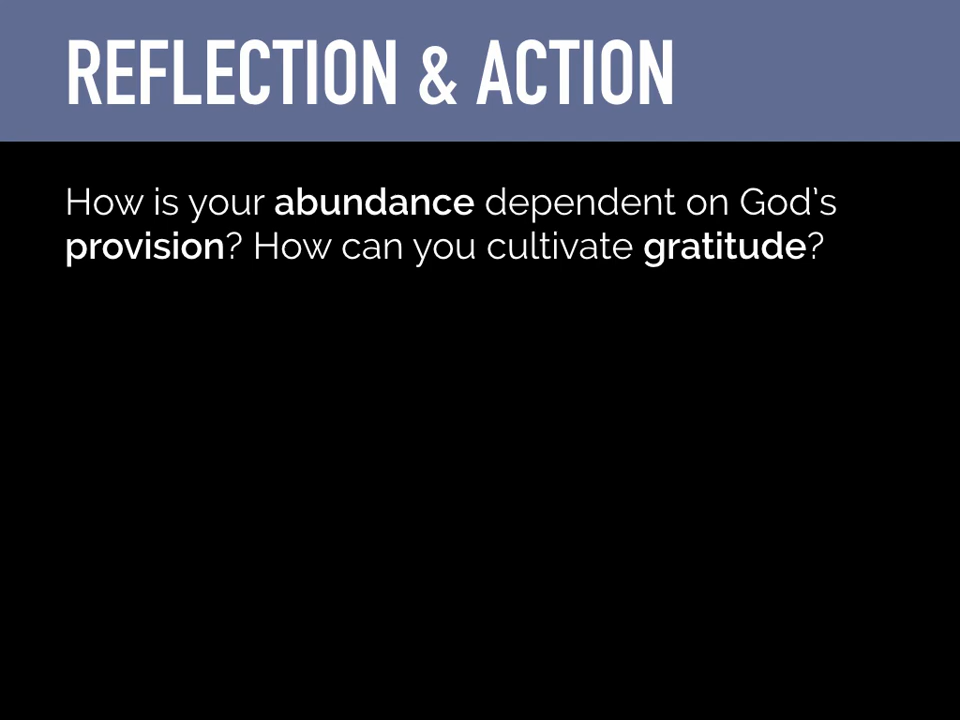 REFLECTION & ACTION
How is your abundance dependent on God’s
provision? How can you cultivate gratitude?